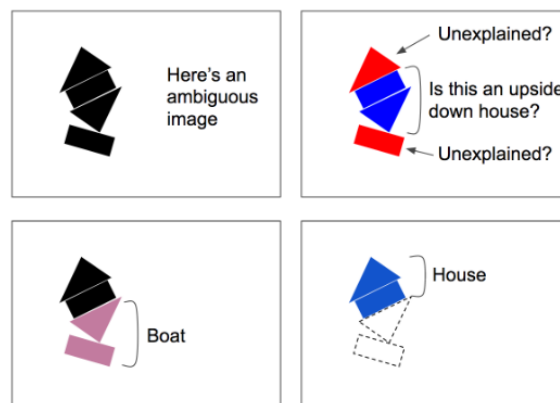 Here's an
ambiguous
image
Unexplained?
Is this an upside
down house?
Unexplained?
Boat
House